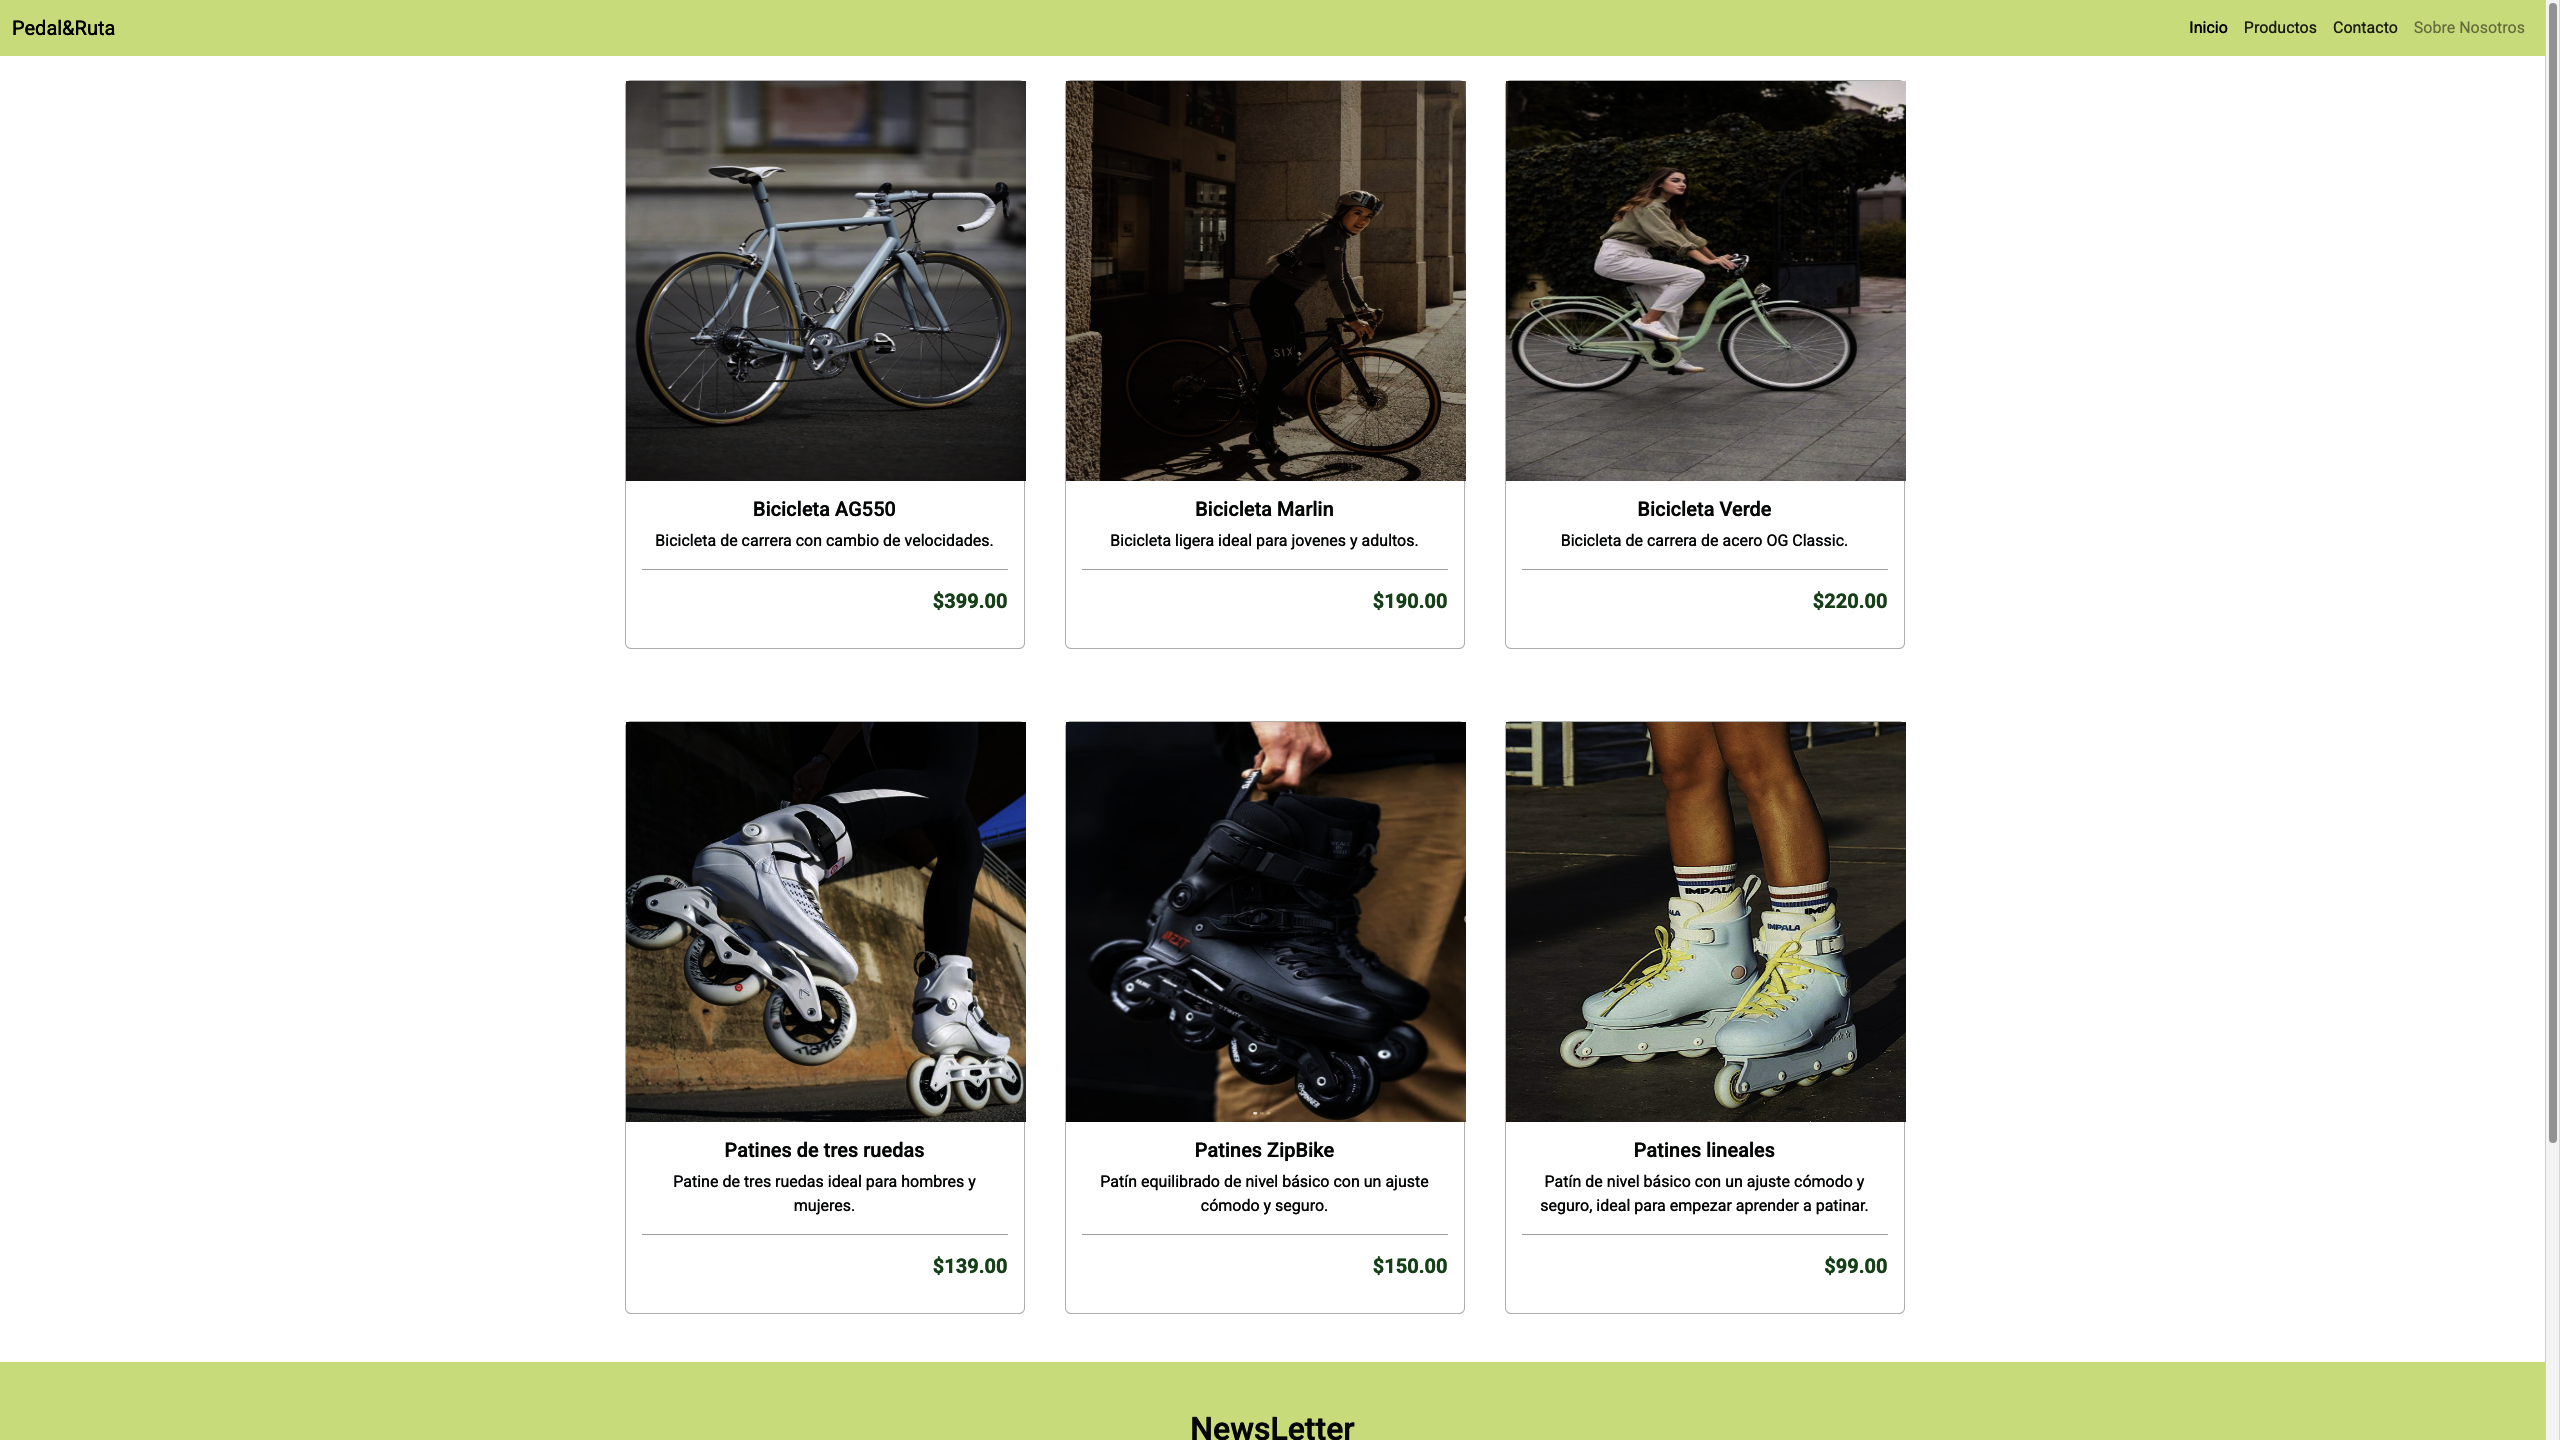 Pedal&Ruta
Inicio Productos Contacto Sobre Nosotros
SIX
Bicicleta AG550
Bicicleta de carrera con cambio de velocidades.
$399.00
Bicicleta Marlin
Bicicleta ligera ideal para jovenes y adultos.
$190.00
Bicicleta Verde
Bicicleta de carrera de acero OG Classic.
$220.00
IMPALA
IMPALA
Patines de tres ruedas
Patine de tres ruedas ideal para hombres y
mujeres.
$139.00
Patines ZipBike
Patín equilibrado de nivel básico con un ajuste
cómodo y seguro.
$150.00
Patines lineales
Patín de nivel básico con un ajuste cómodo y
seguro, ideal para empezar aprender a patinar.
$99.00
NewsLetter